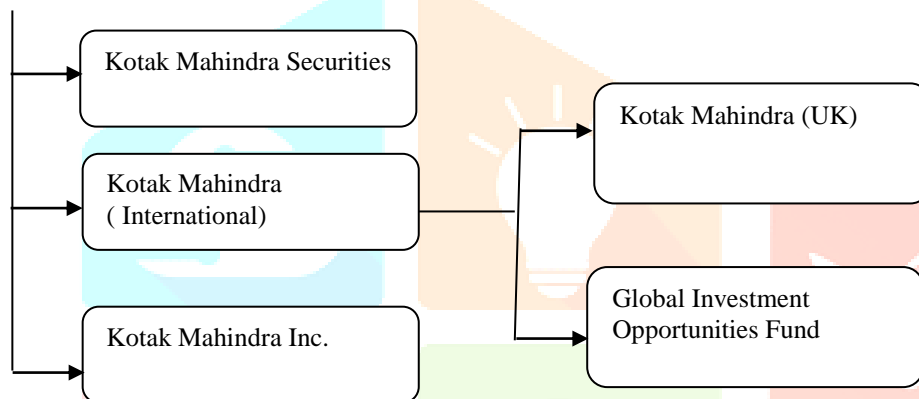 Kotak Mahindra Securities
Kotak Mahindra
( International)
Kotak Mahindra Inc.
Kotak Mahindra (UK)
Global Investment
Opportunities Fund